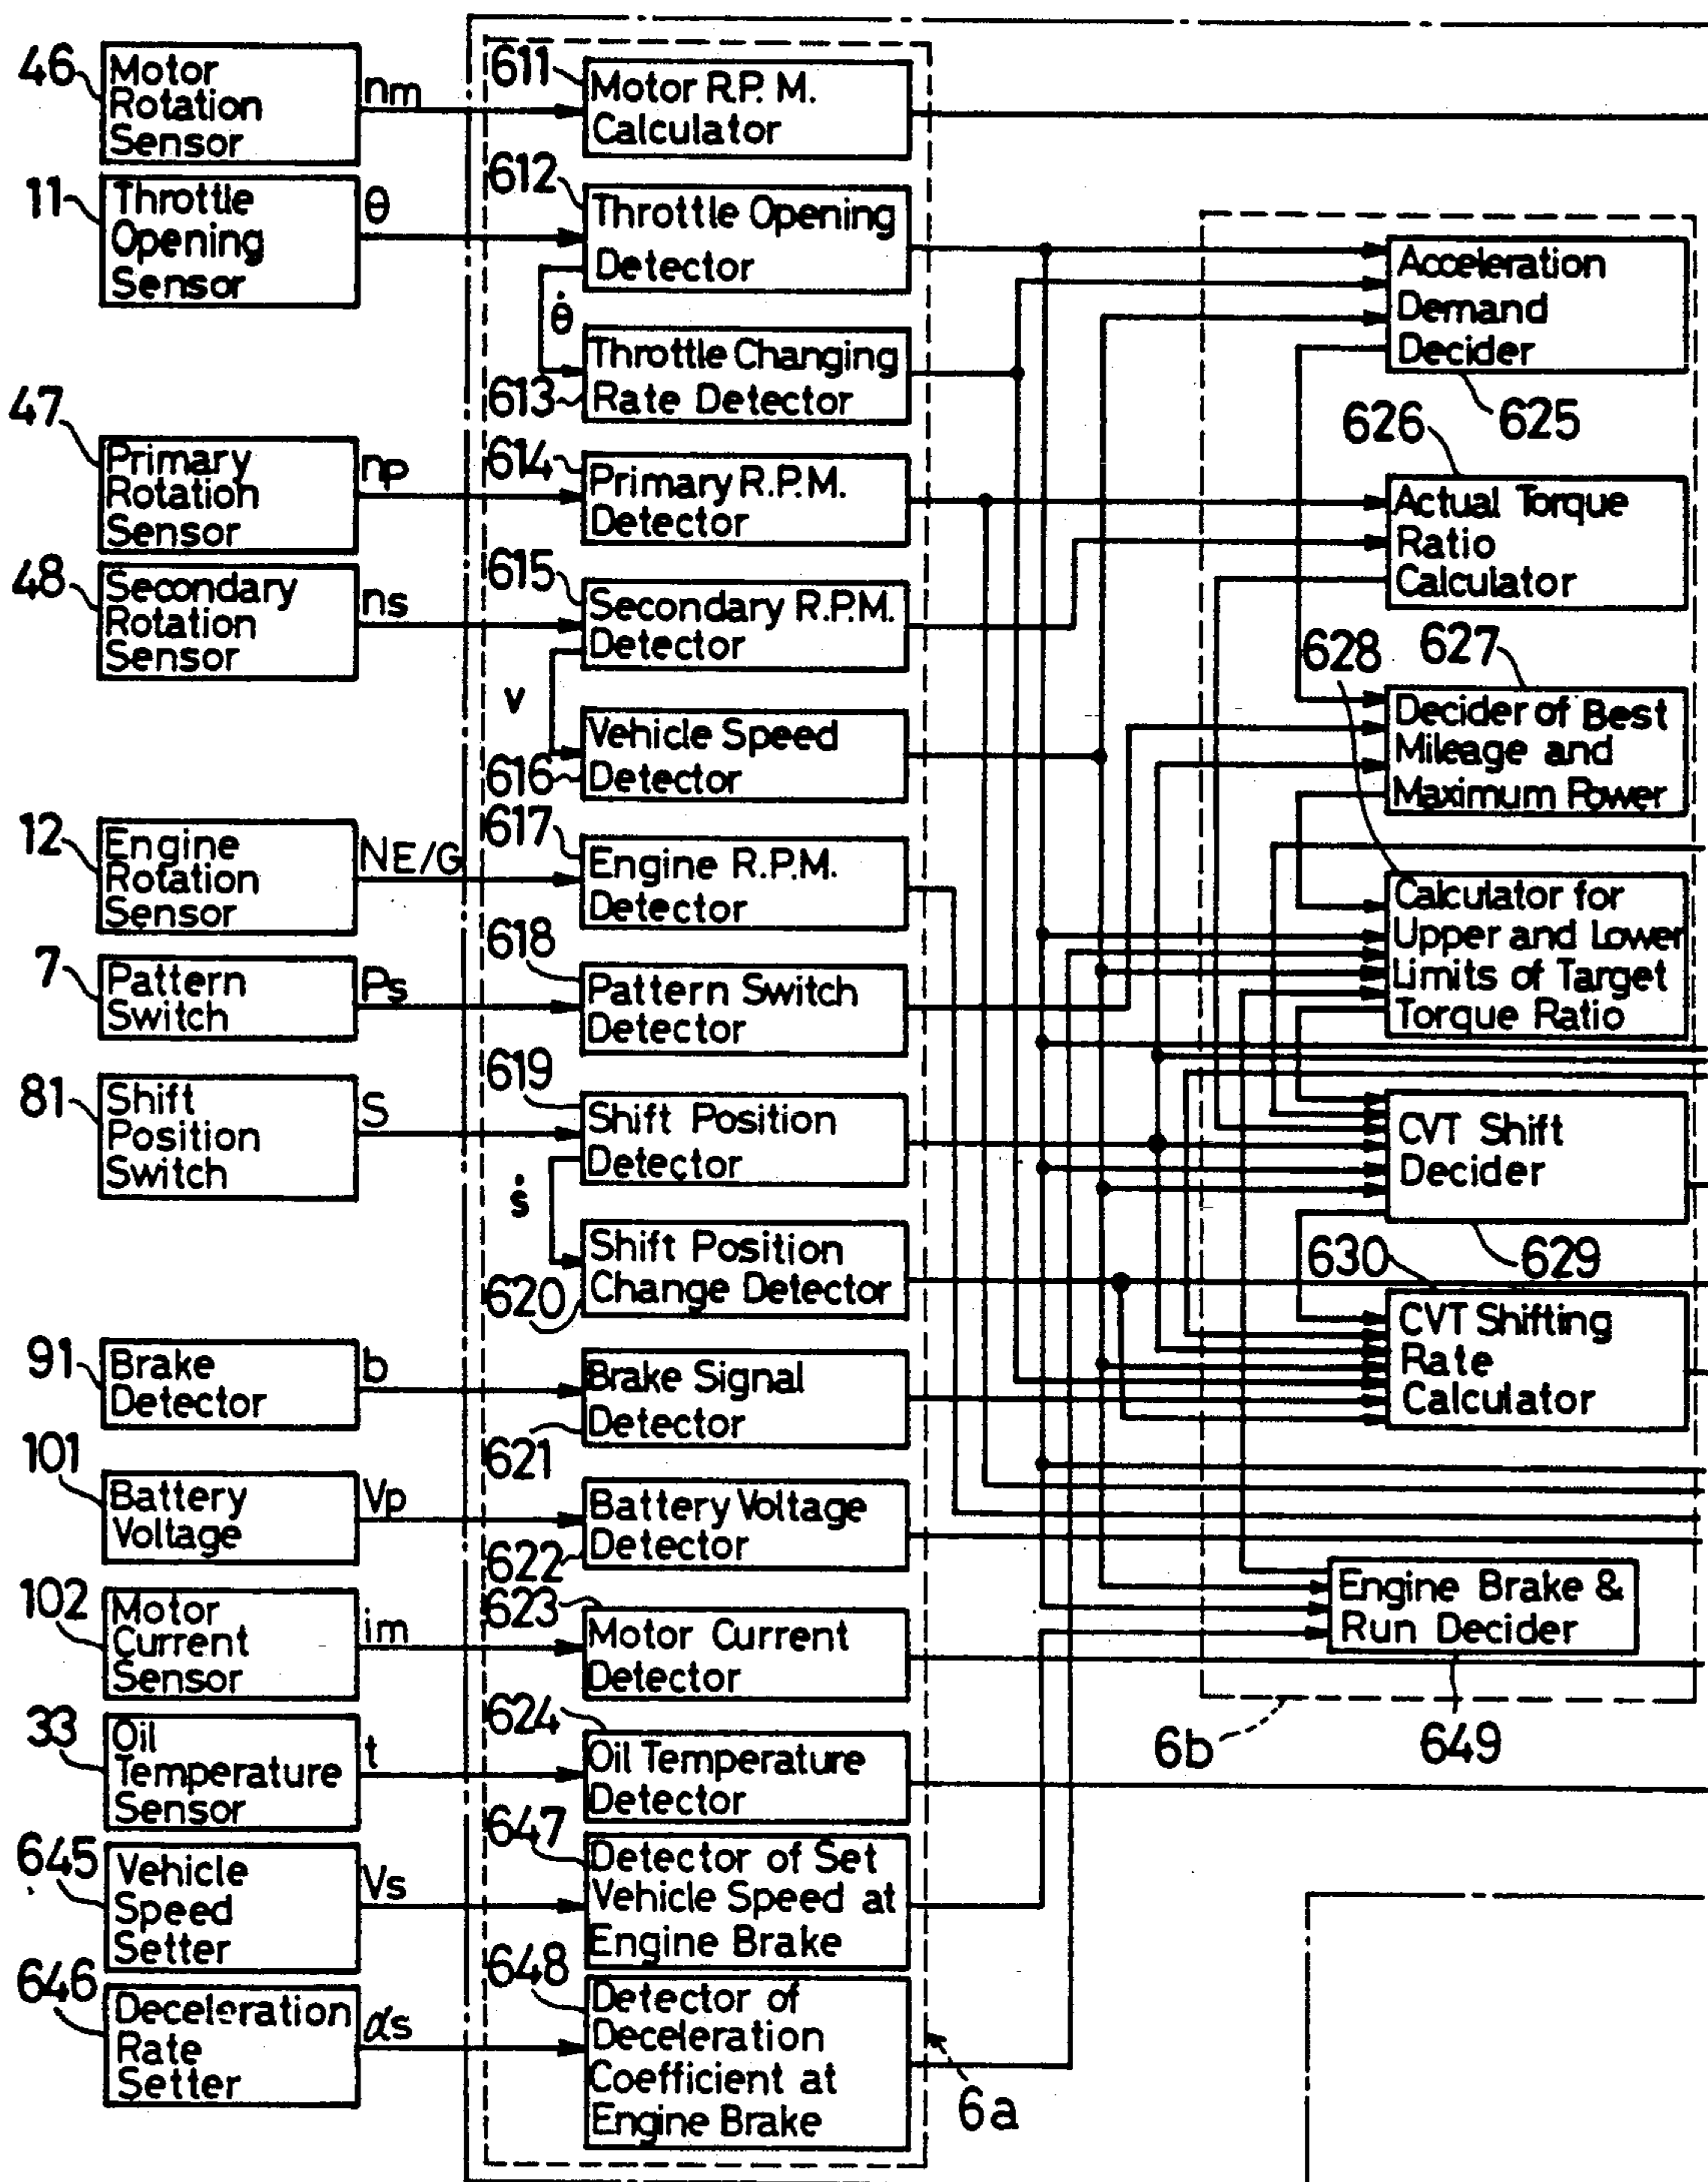 46
Motor
Rotation
Sensor
nm
11
Throttle
Opening
Sensor
θ
47
Primary
Rotation
Sensor
np
48
Secondary
Rotation
Sensor
ns
12
Engine
Rotation
Sensor
NE/G
7
Pattern
Switch
Ps
81
Shift
Position
Switch
S
91
Brake
Detector
b
101
Battery
Voltage
Vp
102
Motor
Current
Sensor
im
33
Oil
Temperature
Sensor
t
645
Vehicle
Speed
Setter
Vs
646
Deceleration
Rate
Setter
αs
611
Motor R.P.M.
Calculator
612
Throttle Opening
Detector
θ̇
Throttle Changing
Rate Detector
613
614
Primary R.P.M.
Detector
615
Secondary R.P.M.
Detector
v
Vehicle Speed
Detector
616
617
Engine R.P.M.
Detector
618
Pattern Switch
Detector
619
Shift Position
Detector
ṡ
Shift Position
Change Detector
620
Brake Signal
Detector
621
Battery Voltage
Detector
622
623
Motor Current
Detector
624
Oil Temperature
Detector
647
Detector of Set
Vehicle Speed at
Engine Brake
648
Detector of
Deceleration
Coefficient at
Engine Brake
6a
Acceleration
Demand
Decider
625
626
Actual Torque
Ratio
Calculator
628
627
Decider of Best
Mileage and
Maximum Power
Calculator for
Upper and Lower
Limits of Target
Torque Ratio
CVT Shift
Decider
629
630
CVT Shifting
Rate
Calculator
Engine Brake &
Run Decider
649
6b